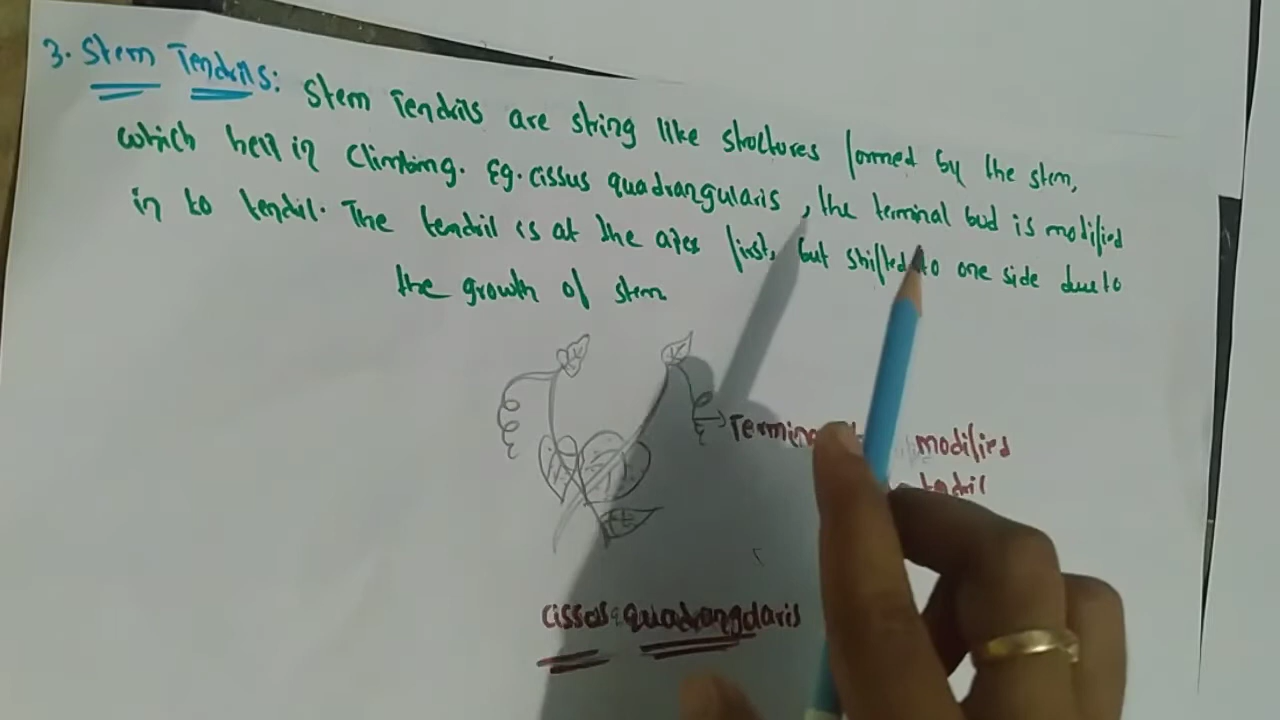 3. Stem Tendrils: Stem Tendrils are string like structures formed by the stem,
which help in Climbing. Eg. cissus quadrangularis, the terminal bud is modified
in to tendril. The tendril is at the apex first, but shifted to one side due to
the growth of stem
modified
cissus quadrangularis